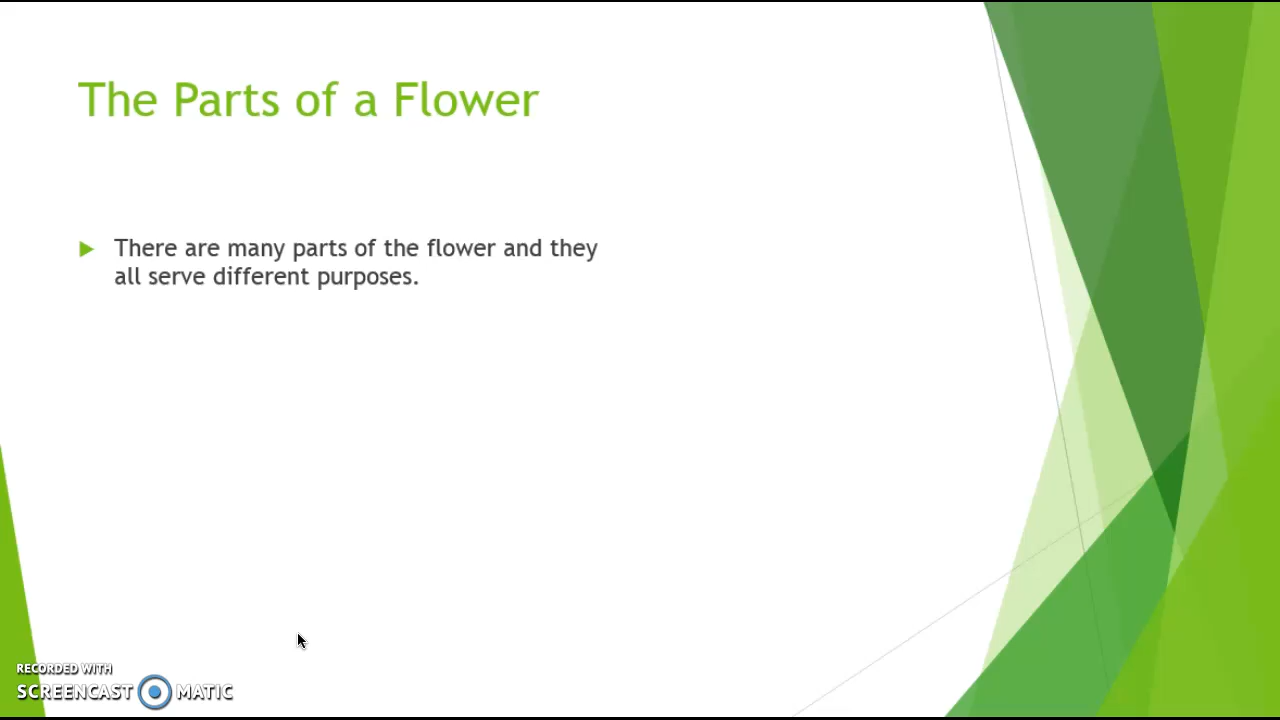 The Parts of a Flower
There are many parts of the flower and they
all serve different purposes.
RECORDED WITH
SCREENCAST MATIC